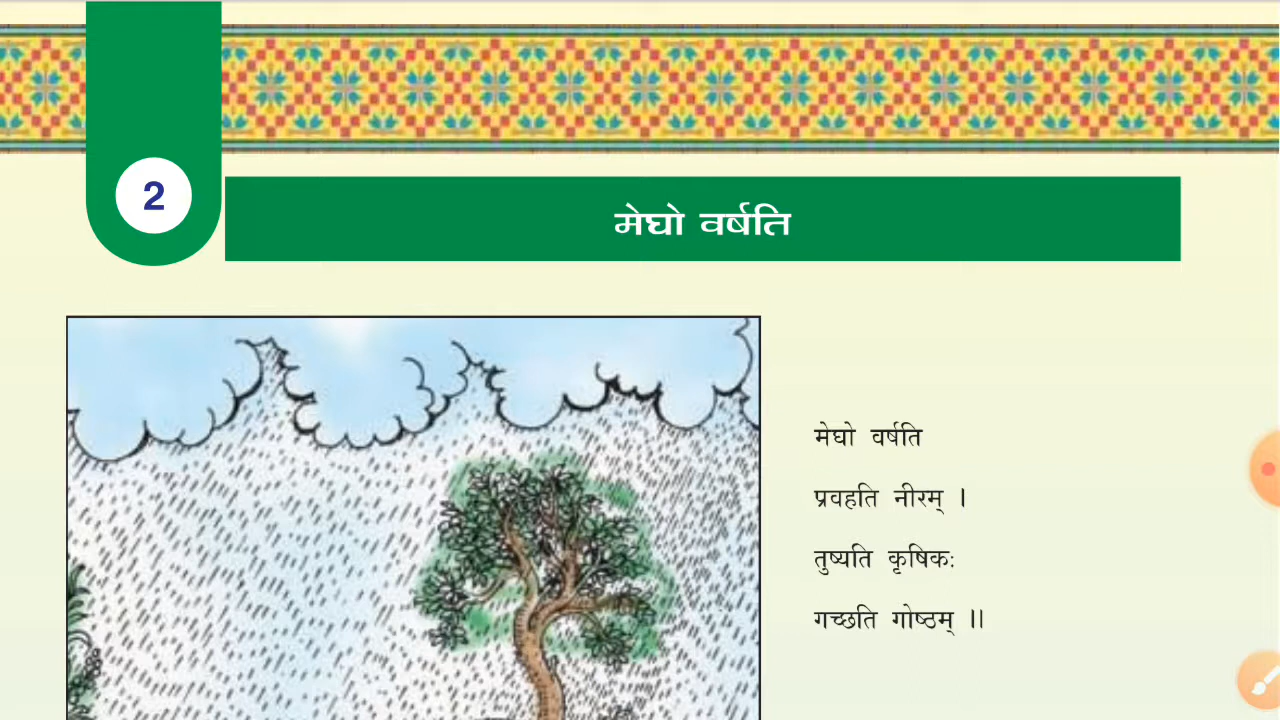 2
मेघो वर्षति
मेघो वर्षति
प्रवहति नीरम् ।
तुष्यति कृषिकः
गच्छति गोष्ठम् ॥